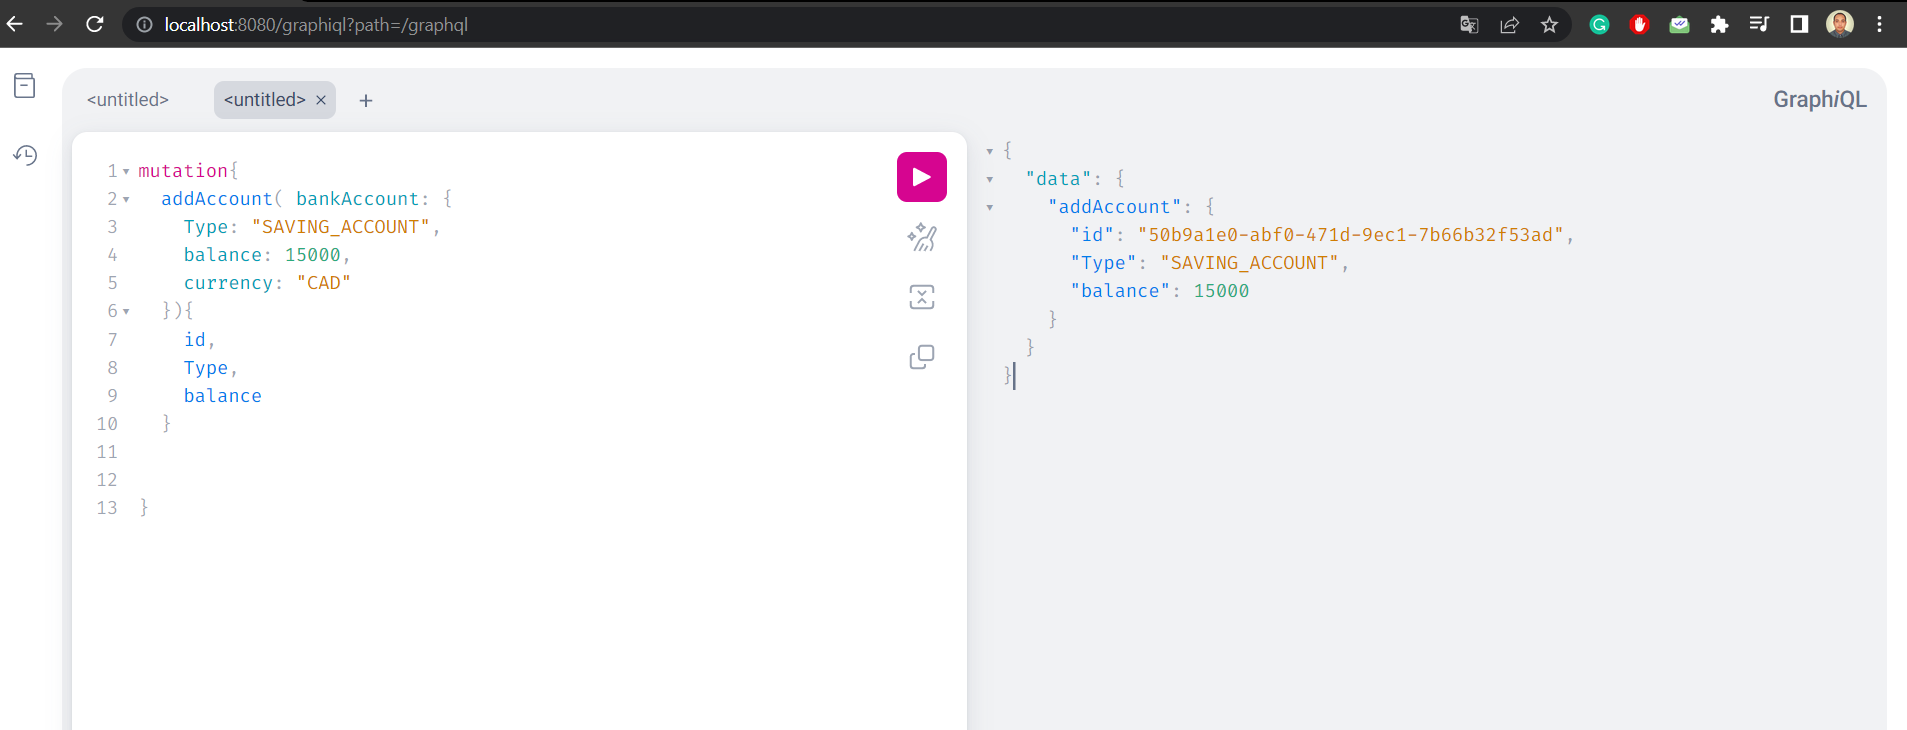 localhost:8080/graphiql?path=/graphql
<untitled>
<untitled>
GraphiQL
1 mutation{
2 addAccount( bankAccount: {
3 Type: "SAVING_ACCOUNT",
4 balance: 15000,
5 currency: "CAD"
6 }){
7 id,
8 Type,
9 balance
10 }
11
12
13 }
{
"data": {
"addAccount": {
"id": "50b9a1e0-abf0-471d-9ec1-7b66b32f53ad",
"Type": "SAVING_ACCOUNT",
"balance": 15000
}
}
}